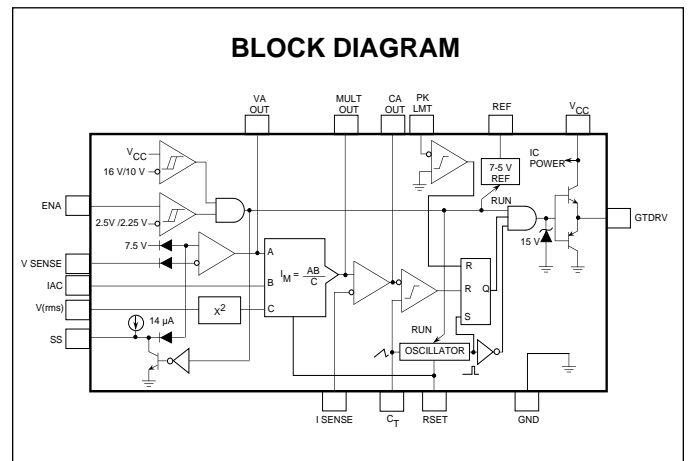 BLOCK DIAGRAM
VA OUT
MULT OUT
CA OUT
PK LMT
REF
VCC
VCC
16 V/10 V
ENA
2.5V /2.25 V
7.5 V
V SENSE
IAC
V(rms)
SS
14 µA
X2
A
B
C
IM = AB
C
IC POWER
7-5 V REF
RUN
15 V
GTDRV
R
R
Q
S
RUN
OSCILLATOR
I SENSE
CT
RSET
GND